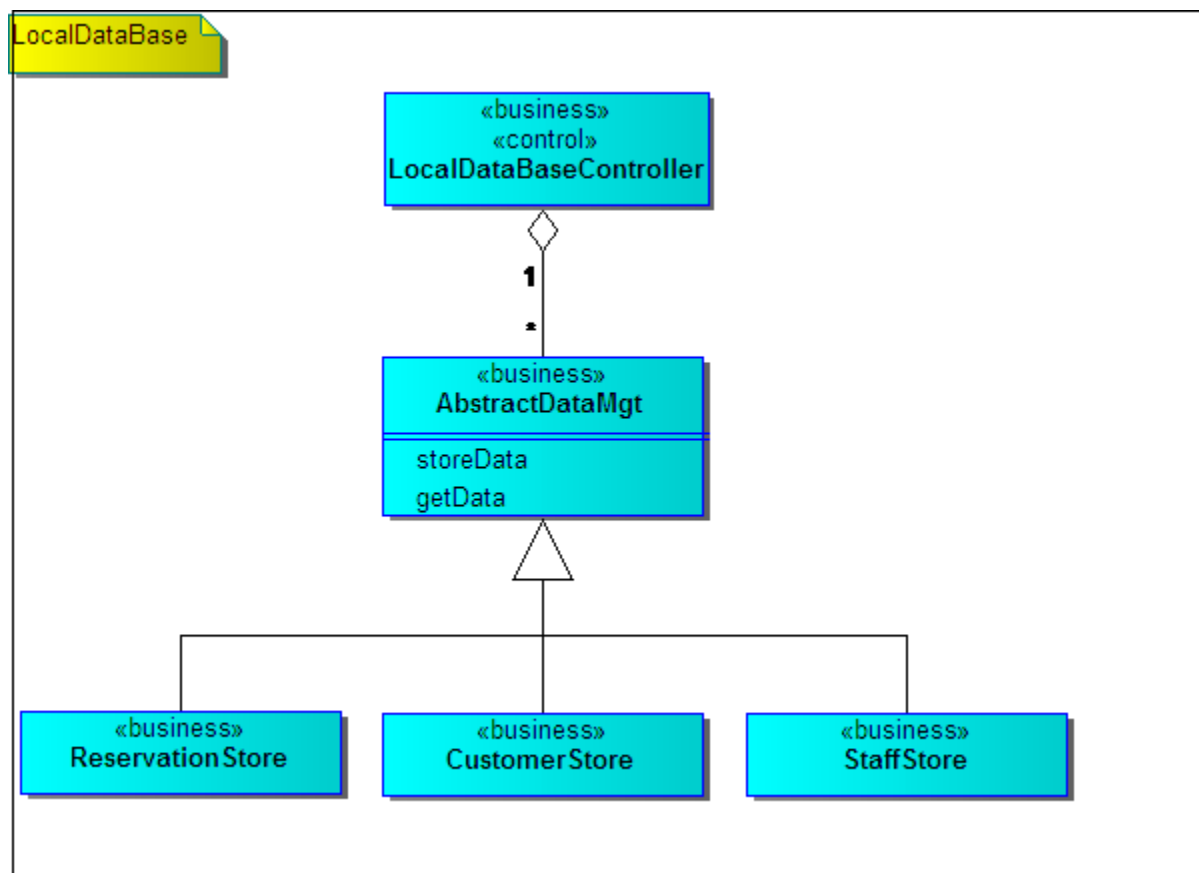 LocalDataBase
«business»
«control»
LocalDataBaseController
1
*
«business»
AbstractDataMgt
storeData
getData
«business»
ReservationStore
«business»
CustomerStore
«business»
StaffStore